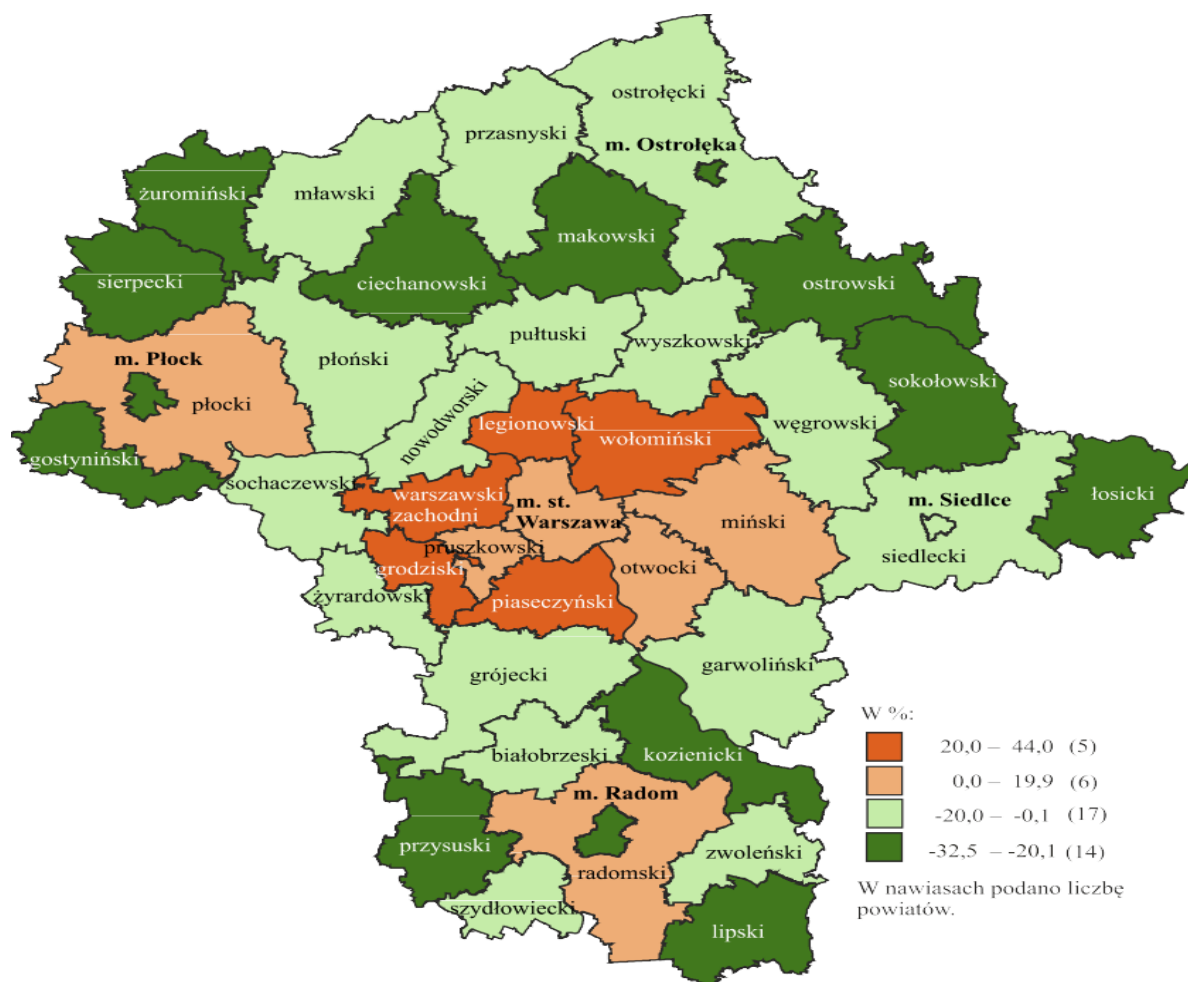 ostrołęcki
przasnyski
m. Ostrołęka
żuromiński
mławski
makowski
sierpecki
ciechanowski
ostrowski
pułtuski
wyszkowski
m. Płock
płoński
sokołowski
płocki
nowodworski
legionowski
wołomiński
węgrowski
gostyniński
sochaczewski
warszawski
zachodni
m. st.
Warszawa
miński
m. Siedlce
łosicki
pruszkowski
siedlecki
grodziski
otwocki
żyrardowski
piaseczyński
grójecki
garwoliński
białobrzeski
kozienicki
m. Radom
przysuski
zwoleński
radomski
szydłowiecki
lipski
W %:
20,0 – 44,0 (5)
0,0 – 19,9 (6)
-20,0 – -0,1 (17)
-32,5 – -20,1 (14)
W nawiasach podano liczbę
powiatów.